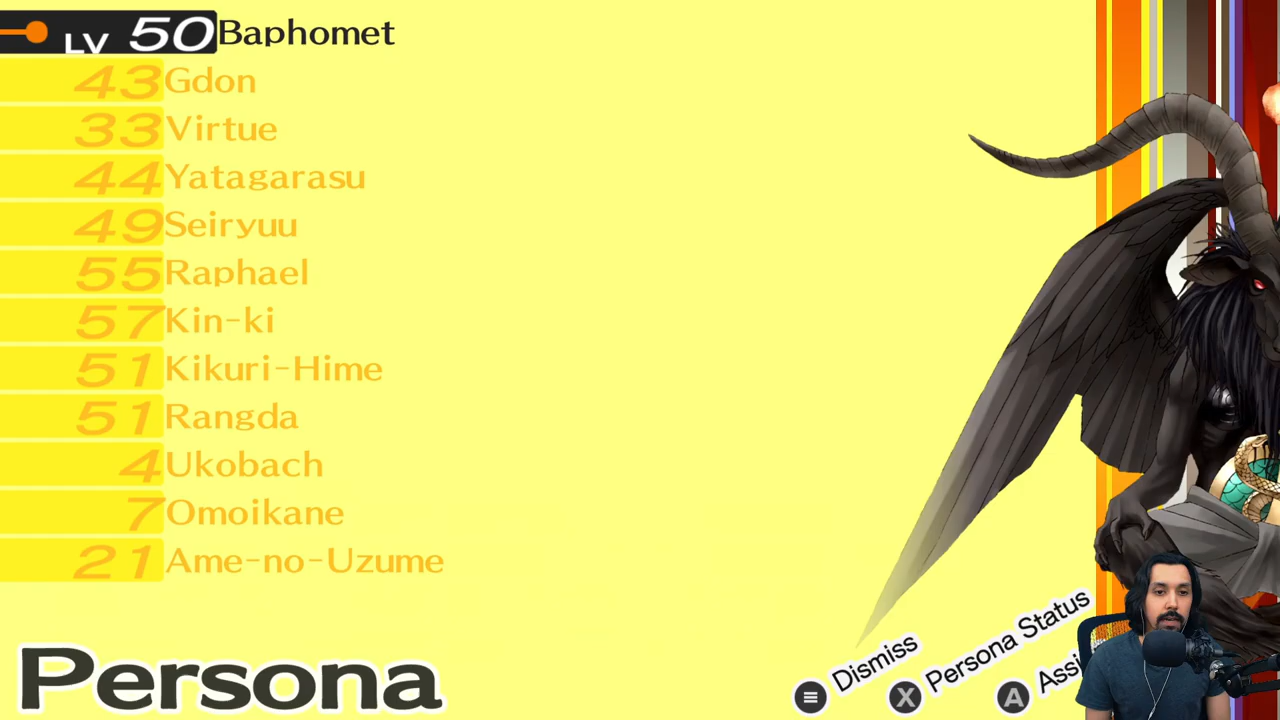 LV 50 Baphomet
43 Gdon
33 Virtue
44 Yatagarasu
49 Seiryuu
55 Raphael
57 Kin-ki
51 Kikuri-Hime
51 Rangda
4 Ukobach
7 Omoikane
21 Ame-no-Uzume
Persona
Dismiss
X Persona Status
A Assi